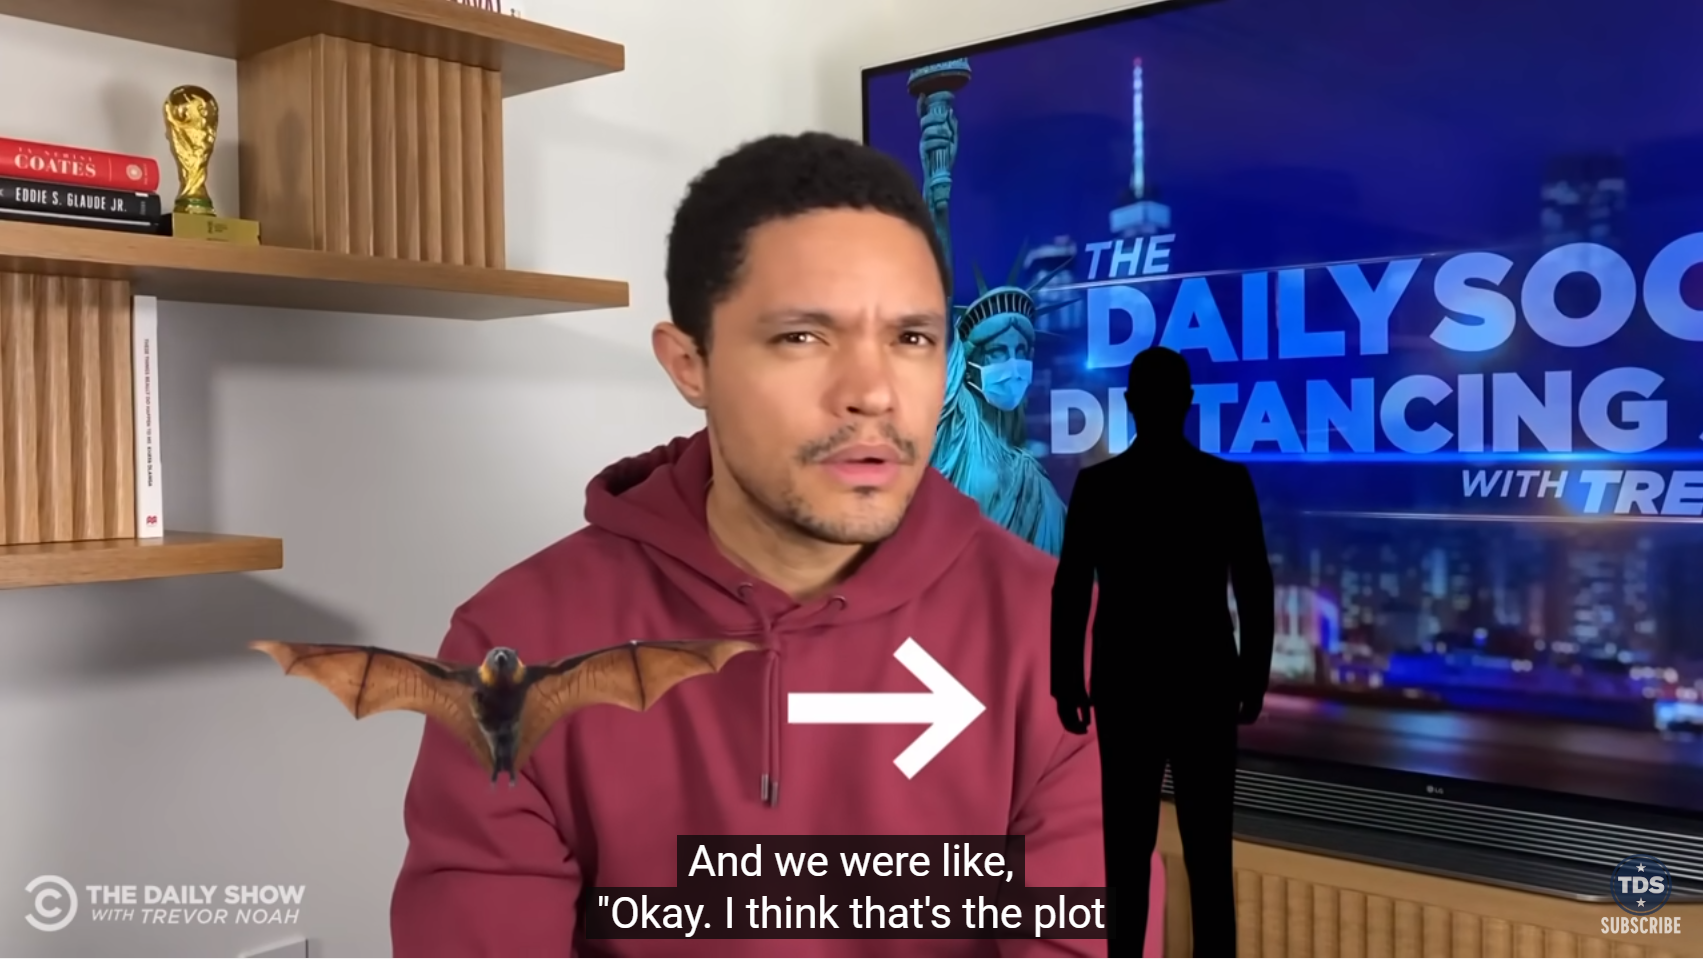 COATES
EDDIE S. GLAUDE JR.
THE
DAILY SOC
DI TANCING
WITH TRE
LG
And we were like,
"Okay. I think that's the plot
THE DAILY SHOW
WITH TREVOR NOAH
TDS
SUBSCRIBE